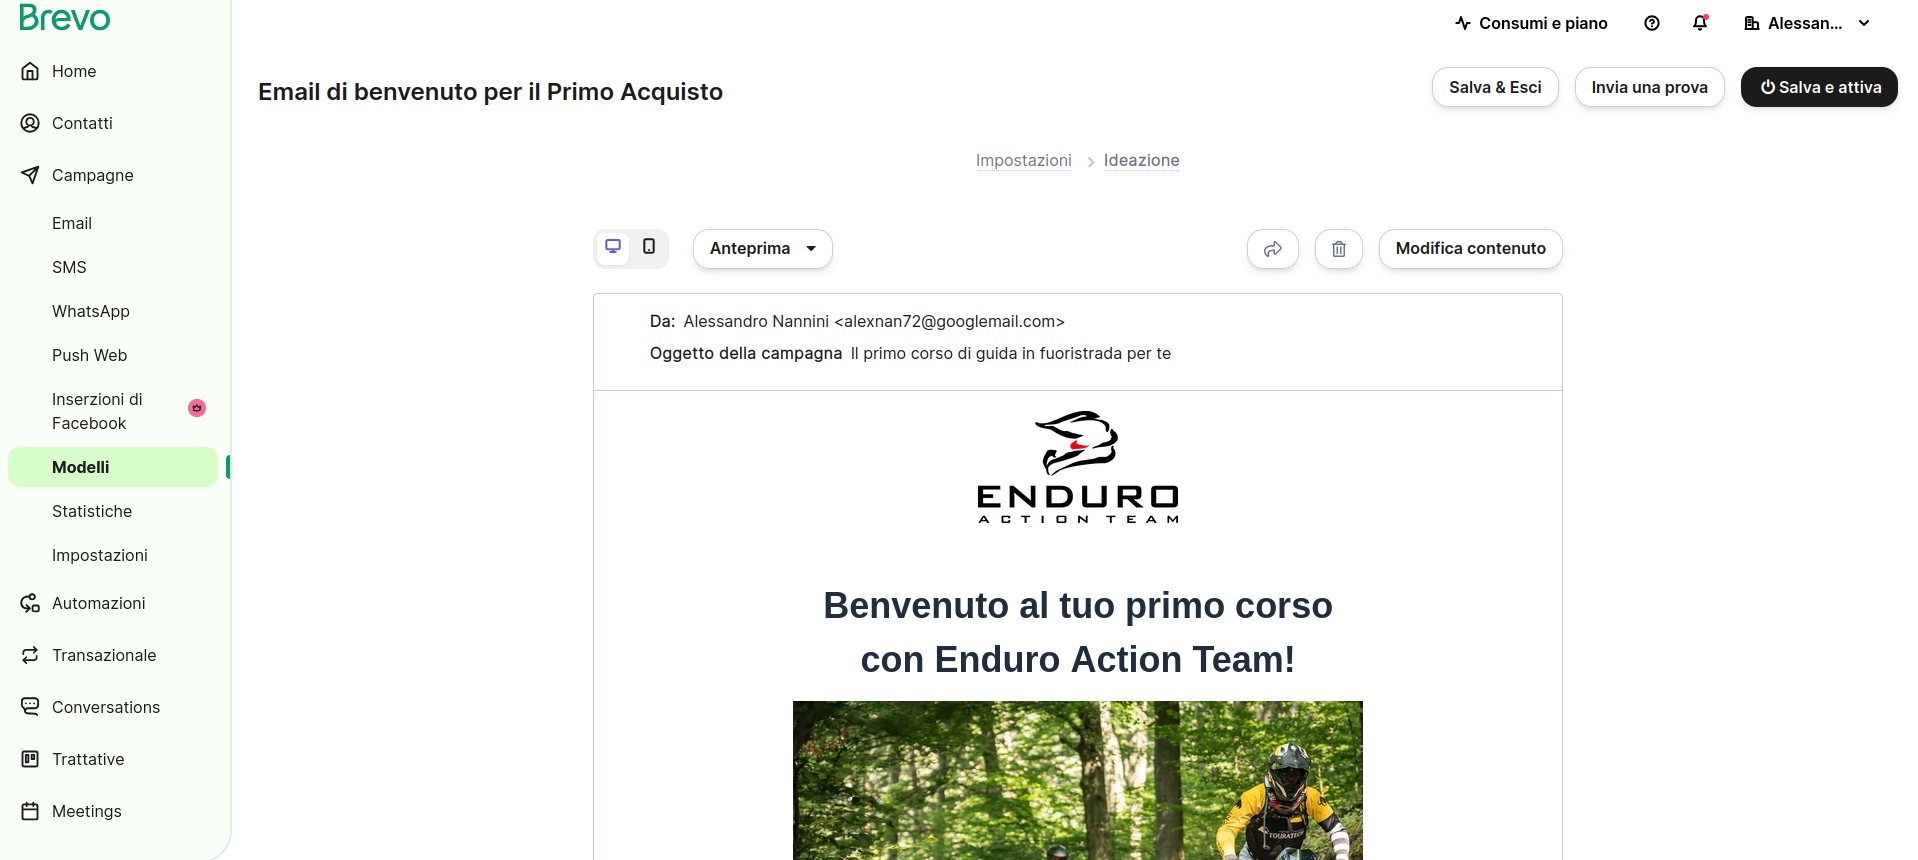 Brevo
Consumi e piano
Alessan...
Home
Contatti
Campagne
Email
SMS
WhatsApp
Push Web
Inserzioni di
Facebook
Modelli
Statistiche
Impostazioni
Automazioni
Transazionale
Conversations
Trattative
Meetings
Email di benvenuto per il Primo Acquisto
Salva & Esci
Invia una prova
Salva e attiva
Impostazioni
Ideazione
Anteprima
Modifica contenuto
Da: Alessandro Nannini <alexnan72@googlemail.com>
Oggetto della campagna Il primo corso di guida in fuoristrada per te
ENDURO
ACTION TEAM
Benvenuto al tuo primo corso
con Enduro Action Team!
TOURATECH